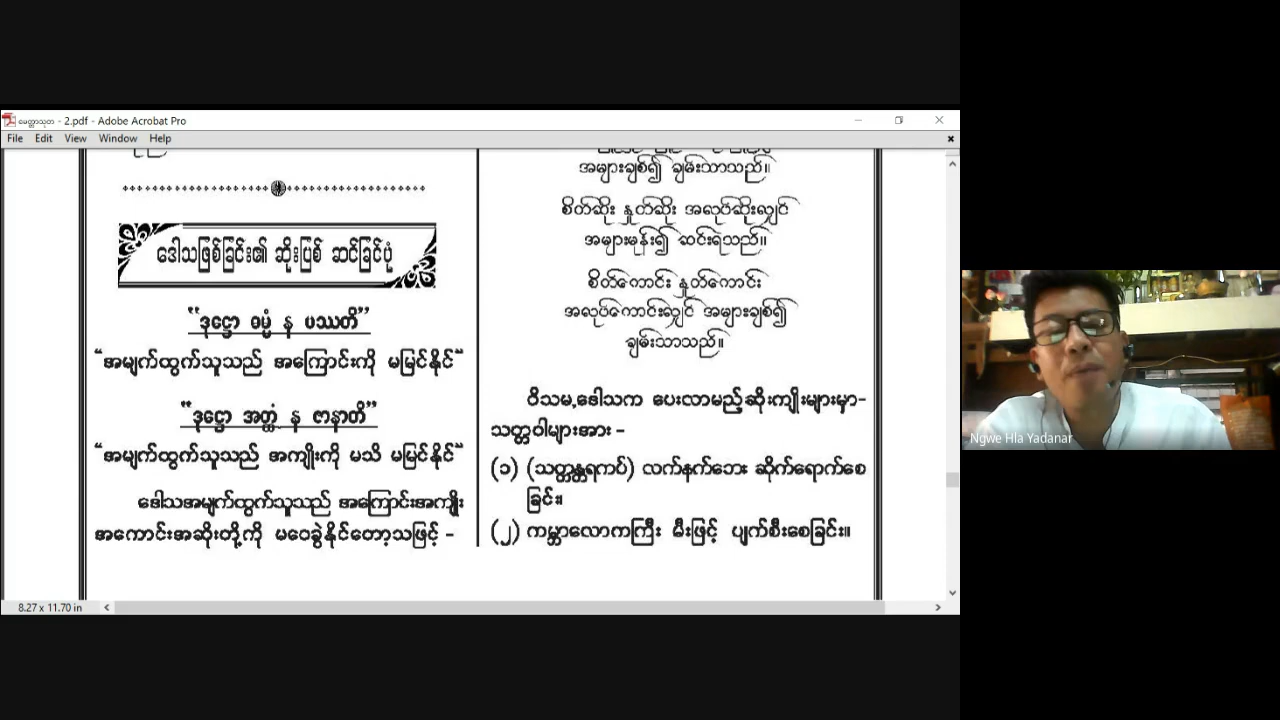 မေတ္တာသုတ - 2.pdf - Adobe Acrobat Pro
File Edit View Window Help
ဒေါသဖြစ်ခြင်း၏ ဆိုးပြစ် ဆင်ခြင်ပုံ
“ဒုဋ္ဌော ဓမ္မံ န ပဿတိ”
“အမျက်ထွက်သူသည် အကြောင်းကို မမြင်နိုင်”
“ဒုဋ္ဌော အတ္ထံ န ဇာနာတိ”
“အမျက်ထွက်သူသည် အကျိုးကို မသိ မမြင်နိုင်”
ဒေါသအမျက်ထွက်သူသည် အကြောင်းအကျိုး
အကောင်းအဆိုးတို့ကို မဝေခွဲနိုင်တော့သဖြင့် -
အများချစ်၍ ချမ်းသာသည်။
စိတ်ဆိုး နှုတ်ဆိုး အလုပ်ဆိုးလျှင်
အများမုန်း၍ ဆင်းရဲသည်။
စိတ်ကောင်း နှုတ်ကောင်း
အလုပ်ကောင်းလျှင် အများချစ်၍
ချမ်းသာသည်။
ဝိသမ,ဒေါသက ပေးလာမည့်ဆိုးကျိုးများမှာ-
သတ္တဝါများအား -
(၁) (သတ္ထန္တရကပ်) လက်နက်ဘေး ဆိုက်ရောက်စေ
ခြင်း။
(၂) ကမ္ဘာလောကကြီး မီးဖြင့် ပျက်စီးစေခြင်း။
8.27 x 11.70 in
Ngwe Hla Yadanar